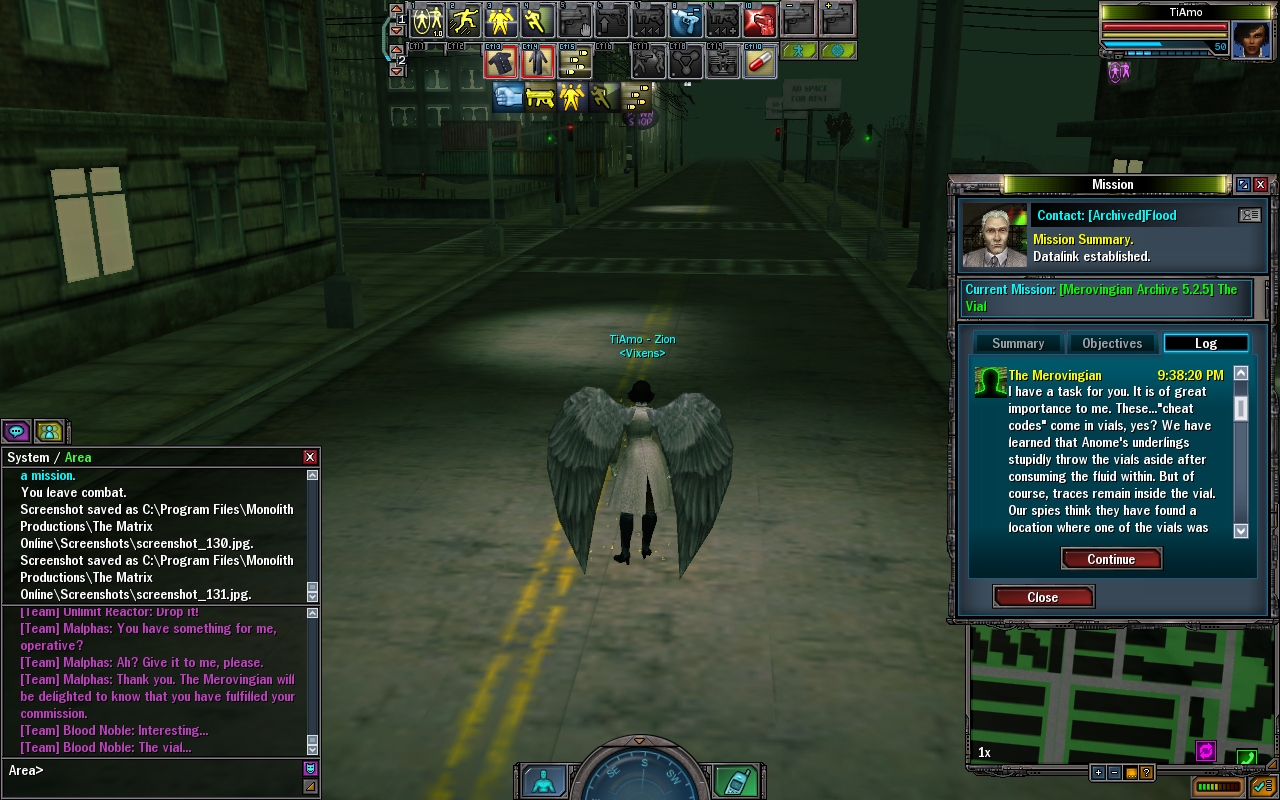 TiAmo
50
1
2
1.0
AD SPACE
FOR RENT
TiAmo - Zion
<Vixens>
Mission
Contact: [Archived]Flood
Mission Summary.
Datalink established.
Current Mission: [Merovingian Archive 5.2.5] The
Vial
Summary Objectives Log
The Merovingian 9:38:20 PM
I have a task for you. It is of great
importance to me. These..."cheat
codes" come in vials, yes? We have
learned that Anome's underlings
stupidly throw the vials aside after
consuming the fluid within. But of
course, traces remain inside the vial.
Our spies think they have found a
location where one of the vials was
Continue
Close
System / Area
a mission.
You leave combat.
Screenshot saved as C:\Program Files\Monolith
Productions\The Matrix
Online\Screenshots\screenshot_130.jpg.
Screenshot saved as C:\Program Files\Monolith
Productions\The Matrix
Online\Screenshots\screenshot_131.jpg.
[Team] Unlimit Reactor: Drop it!
[Team] Malphas: You have something for me,
operative?
[Team] Malphas: Ah? Give it to me, please.
[Team] Malphas: Thank you. The Merovingian will
be delighted to know that you have fulfilled your
commission.
[Team] Blood Noble: Interesting...
[Team] Blood Noble: The vial...
Area>
SE S SW
1x